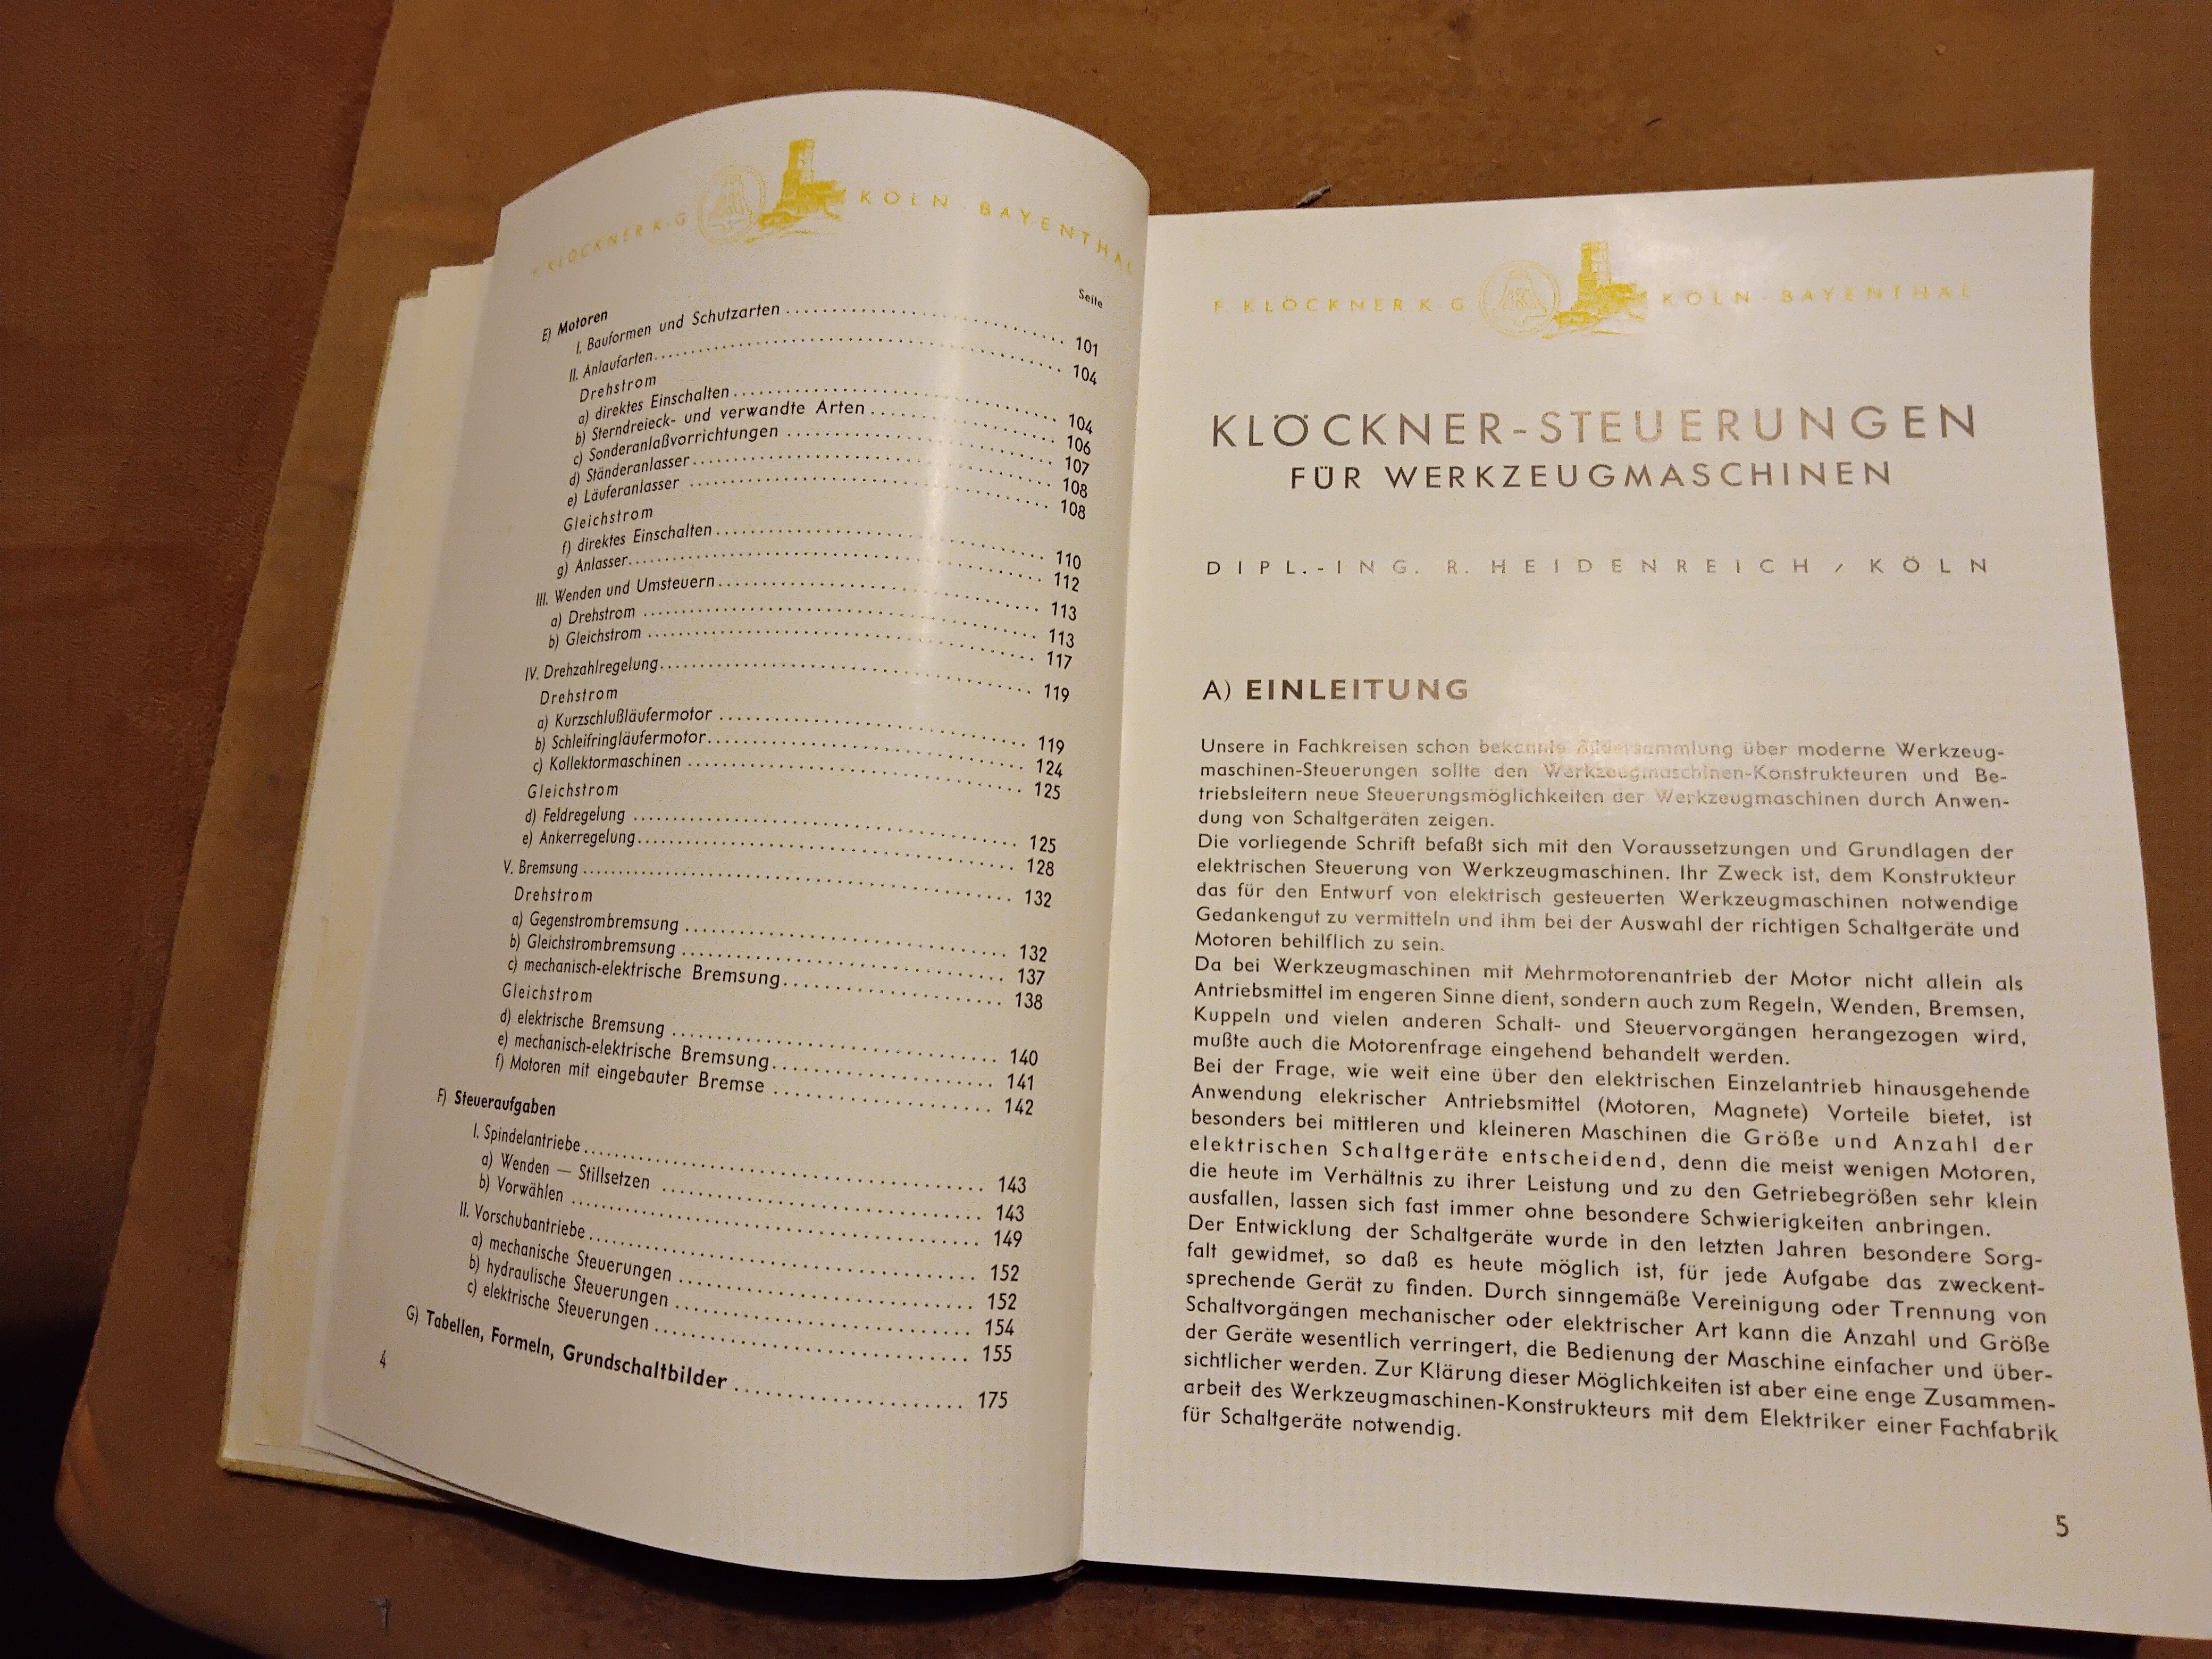 F. KLÖCKNER K-G KÖLN-BAYENTHAL
Seite
E) Motoren
I. Bauformen und Schutzarten ........ 101
II. Anlaufarten ........ 104
Drehstrom
a) direktes Einschalten ........ 104
b) Sterndreieck- und verwandte Arten ........ 106
c) Sonderanlaßvorrichtungen ........ 107
d) Ständeranlasser ........ 108
e) Läuferanlasser ........ 108
Gleichstrom
f) direktes Einschalten ........ 110
g) Anlasser ........ 112
III. Wenden und Umsteuern ........ 113
a) Drehstrom ........ 113
b) Gleichstrom ........ 117
IV. Drehzahlregelung ........ 119
Drehstrom
a) Kurzschlußläufermotor ........ 119
b) Schleifringläufermotor ........ 124
c) Kollektormaschinen ........ 125
Gleichstrom
d) Feldregelung ........ 125
e) Ankerregelung ........ 128
V. Bremsung ........ 132
Drehstrom
a) Gegenstrombremsung ........ 132
b) Gleichstrombremsung ........ 137
c) mechanisch-elektrische Bremsung ........ 138
Gleichstrom
d) elektrische Bremsung ........ 140
e) mechanisch-elektrische Bremsung ........ 141
f) Motoren mit eingebauter Bremse ........ 142
F) Steueraufgaben
I. Spindelantriebe ........ 143
a) Wenden — Stillsetzen ........ 143
b) Vorwählen ........ 149
II. Vorschubantriebe ........ 152
a) mechanische Steuerungen ........ 152
b) hydraulische Steuerungen ........ 154
c) elektrische Steuerungen ........ 155
G) Tabellen, Formeln, Grundschaltbilder ........ 175
4
F. KLÖCKNER K-G KÖLN-BAYENTHAL
KLÖCKNER-STEUERUNGEN
FÜR WERKZEUGMASCHINEN
DIPL.-ING. R. HEIDENREICH / KÖLN
A) EINLEITUNG
Unsere in Fachkreisen schon bekannte Bildersammlung über moderne Werkzeug-
maschinen-Steuerungen sollte den Werkzeugmaschinen-Konstrukteuren und Be-
triebsleitern neue Steuerungsmöglichkeiten der Werkzeugmaschinen durch Anwen-
dung von Schaltgeräten zeigen.
Die vorliegende Schrift befaßt sich mit den Voraussetzungen und Grundlagen der
elektrischen Steuerung von Werkzeugmaschinen. Ihr Zweck ist, dem Konstrukteur
das für den Entwurf von elektrisch gesteuerten Werkzeugmaschinen notwendige
Gedankengut zu vermitteln und ihm bei der Auswahl der richtigen Schaltgeräte und
Motoren behilflich zu sein.
Da bei Werkzeugmaschinen mit Mehrmotorenantrieb der Motor nicht allein als
Antriebsmittel im engeren Sinne dient, sondern auch zum Regeln, Wenden, Bremsen,
Kuppeln und vielen anderen Schalt- und Steuervorgängen herangezogen wird,
mußte auch die Motorenfrage eingehend behandelt werden.
Bei der Frage, wie weit eine über den elektrischen Einzelantrieb hinausgehende
Anwendung elekrischer Antriebsmittel (Motoren, Magnete) Vorteile bietet, ist
besonders bei mittleren und kleineren Maschinen die Größe und Anzahl der
elektrischen Schaltgeräte entscheidend, denn die meist wenigen Motoren,
die heute im Verhältnis zu ihrer Leistung und zu den Getriebegrößen sehr klein
ausfallen, lassen sich fast immer ohne besondere Schwierigkeiten anbringen.
Der Entwicklung der Schaltgeräte wurde in den letzten Jahren besondere Sorg-
falt gewidmet, so daß es heute möglich ist, für jede Aufgabe das zweckent-
sprechende Gerät zu finden. Durch sinngemäße Vereinigung oder Trennung von
Schaltvorgängen mechanischer oder elektrischer Art kann die Anzahl und Größe
der Geräte wesentlich verringert, die Bedienung der Maschine einfacher und über-
sichtlicher werden. Zur Klärung dieser Möglichkeiten ist aber eine enge Zusammen-
arbeit des Werkzeugmaschinen-Konstrukteurs mit dem Elektriker einer Fachfabrik
für Schaltgeräte notwendig.
5